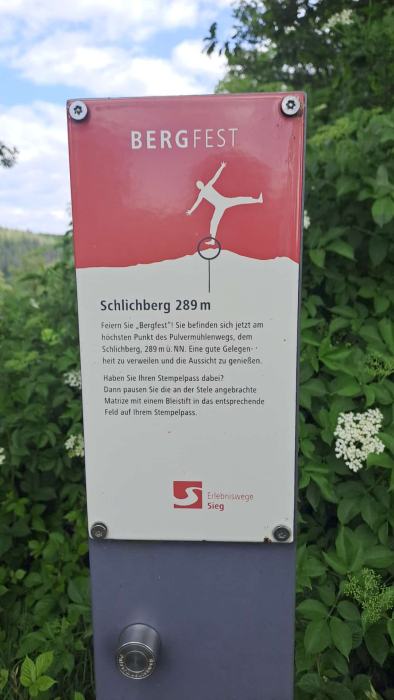 BERGFEST
Schlichberg 289 m
Feiern Sie „Bergfest“! Sie befinden sich jetzt am
höchsten Punkt des Pulvermühlenwegs, dem
Schlichberg, 289 m ü. NN. Eine gute Gelegen-
heit zu verweilen und die Aussicht zu genießen.
Haben Sie Ihren Stempelpass dabei?
Dann pausen Sie die an der Stele angebrachte
Matrize mit einem Bleistift in das entsprechende
Feld auf Ihrem Stempelpass.
Erlebniswege
Sieg